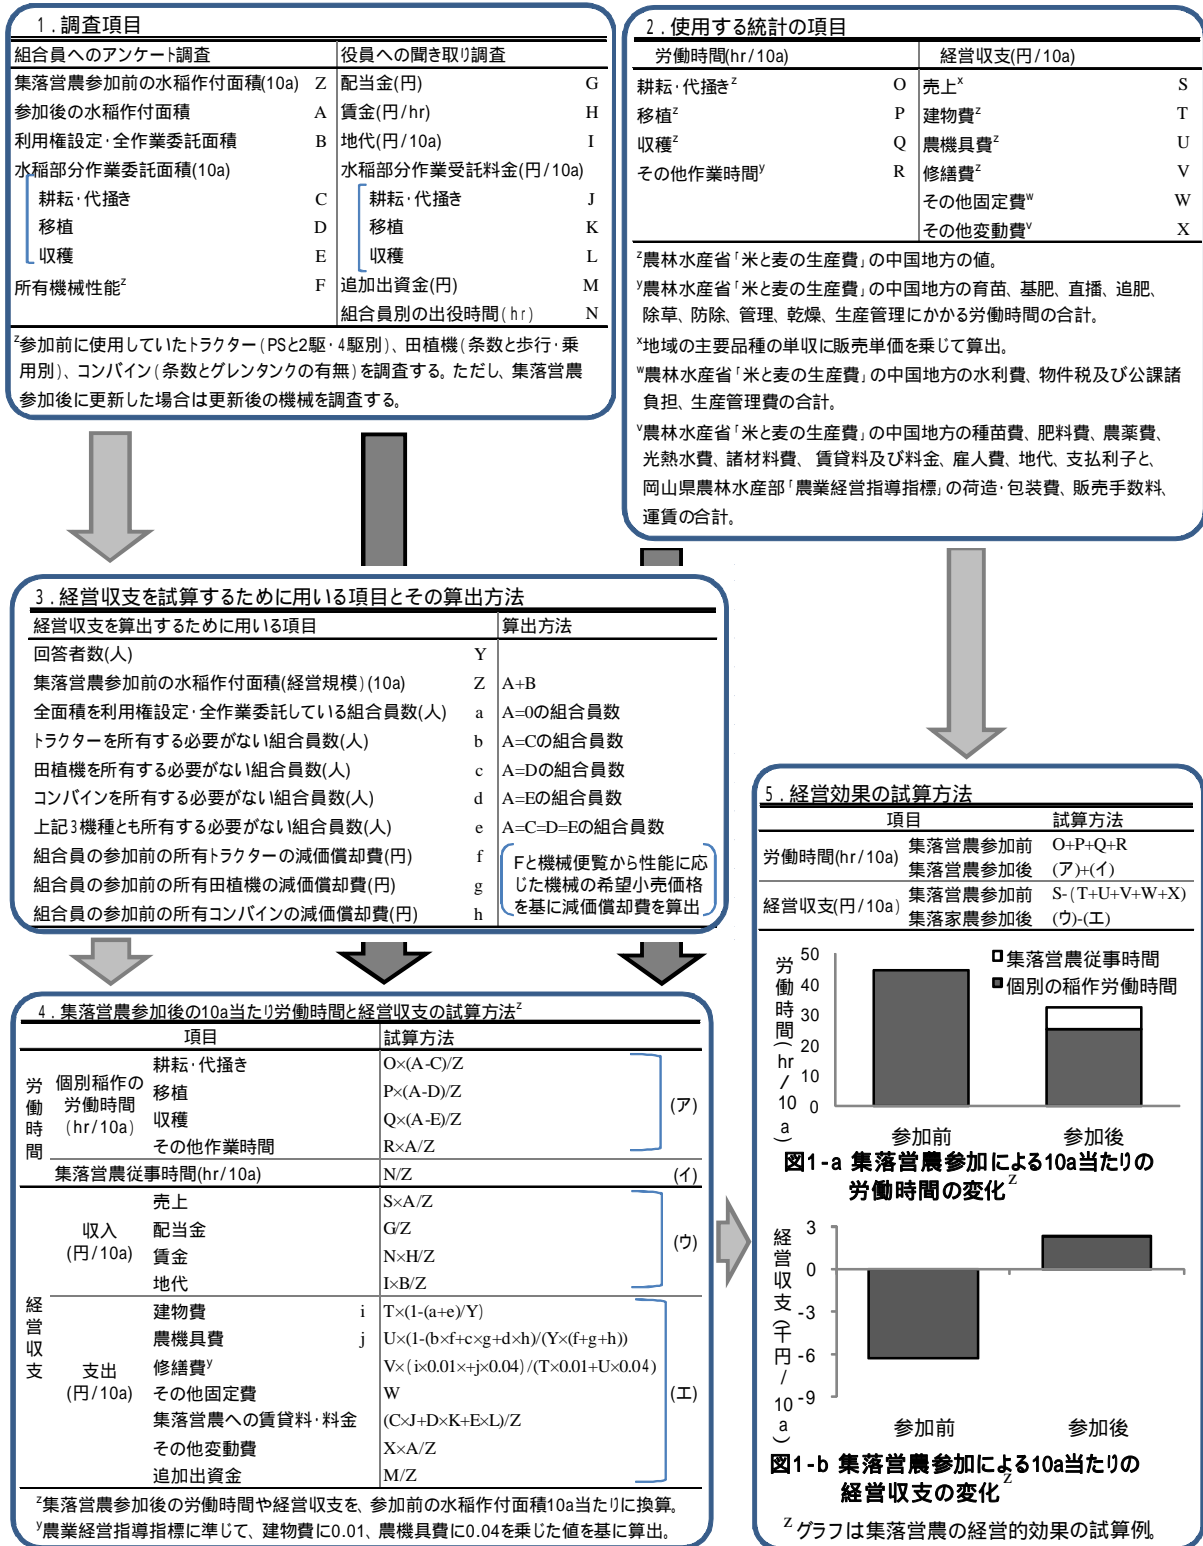 1．調査項目
組合員へのアンケート調査 役員への聞き取り調査
集落営農参加前の水稲作付面積(10a) Z 配当金(円) G
参加後の水稲作付面積 A 賃金(円/hr) H
利用権設定・全作業委託面積 B 地代(円/10a) I
水稲部分作業委託面積(10a) 水稲部分作業受託料金(円/10a)
耕耘・代掻き C 耕耘・代掻き J
移植 D 移植 K
収穫 E 収穫 L
所有機械性能z F 追加出資金(円) M
組合員別の出役時間(hr) N
z参加前に使用していたトラクター(PSと2駆・4駆別)、田植機(条数と歩行・乗
用別)、コンバイン(条数とグレンタンクの有無)を調査する。ただし、集落営農
参加後に更新した場合は更新後の機械を調査する。
2．使用する統計の項目
労働時間(hr/10a) 経営収支(円/10a)
耕耘・代掻きz O 売上x S
移植z P 建物費z T
収穫z Q 農機具費z U
その他作業時間y R 修繕費z V
その他固定費w W
その他変動費v X
z農林水産省「米と麦の生産費」の中国地方の値。
y農林水産省「米と麦の生産費」の中国地方の育苗、基肥、直播、追肥、
除草、防除、管理、乾燥、生産管理にかかる労働時間の合計。
x地域の主要品種の単収に販売単価を乗じて算出。
w農林水産省「米と麦の生産費」の中国地方の水利費、物件税及び公課諸
負担、生産管理費の合計。
v農林水産省「米と麦の生産費」の中国地方の種苗費、肥料費、農薬費、
光熱水費、諸材料費、賃貸料及び料金、雇人費、地代、支払利子と、
岡山県農林水産部「農業経営指導指標」の荷造・包装費、販売手数料、
運賃の合計。
3．経営収支を試算するために用いる項目とその算出方法
経営収支を算出するために用いる項目 算出方法
回答者数(人) Y
集落営農参加前の水稲作付面積(経営規模)(10a) Z A+B
全面積を利用権設定・全作業委託している組合員数(人) a A=0の組合員数
トラクターを所有する必要がない組合員数(人) b A=Cの組合員数
田植機を所有する必要がない組合員数(人) c A=Dの組合員数
コンバインを所有する必要がない組合員数(人) d A=Eの組合員数
上記3機種とも所有する必要がない組合員数(人) e A=C=D=Eの組合員数
組合員の参加前の所有トラクターの減価償却費(円) f
組合員の参加前の所有田植機の減価償却費(円) g
組合員の参加前の所有コンバインの減価償却費(円) h
Fと機械便覧から性能に応
じた機械の希望小売価格
を基に減価償却費を算出
4．集落営農参加後の10a当たり労働時間と経営収支の試算方法z
項目 試算方法
労働時間
個別稲作の
労働時間
(hr/10a)
耕耘・代掻き O×(A-C)/Z
移植 P×(A-D)/Z
収穫 Q×(A-E)/Z
その他作業時間 R×A/Z
(ア)
集落営農従事時間(hr/10a) N/Z (イ)
経営収支
収入
(円/10a)
売上 S×A/Z
配当金 G/Z
賃金 N×H/Z
地代 I×B/Z
(ウ)
支出
(円/10a)
建物費 i T×(1-(a+e)/Y)
農機具費 j U×(1-(b×f+c×g+d×h)/(Y×(f+g+h))
修繕費y V×(i×0.01×+j×0.04)/(T×0.01+U×0.04)
その他固定費 W
集落営農への賃貸料・料金 (C×J+D×K+E×L)/Z
その他変動費 X×A/Z
追加出資金 M/Z
(エ)
z集落営農参加後の労働時間や経営収支を、参加前の水稲作付面積10a当たりに換算。
y農業経営指導指標に準じて、建物費に0.01、農機具費に0.04を乗じた値を基に算出。
5．経営効果の試算方法
項目 試算方法
労働時間(hr/10a) 集落営農参加前 O+P+Q+R
集落営農参加後 (ア)+(イ)
経営収支(円/10a) 集落営農参加前 S-(T+U+V+W+X)
集落家農参加後 (ウ)-(エ)
労働時間(hr/10a)
50
40
30
20
10
0
集落営農従事時間
個別の稲作労働時間
参加前 参加後
図1-a 集落営農参加による10a当たりの
労働時間の変化z
経営収支(千円/10a)
3
0
-3
-6
-9
参加前 参加後
図1-b 集落営農参加による10a当たりの
経営収支の変化z
zグラフは集落営農の経営的効果の試算例。